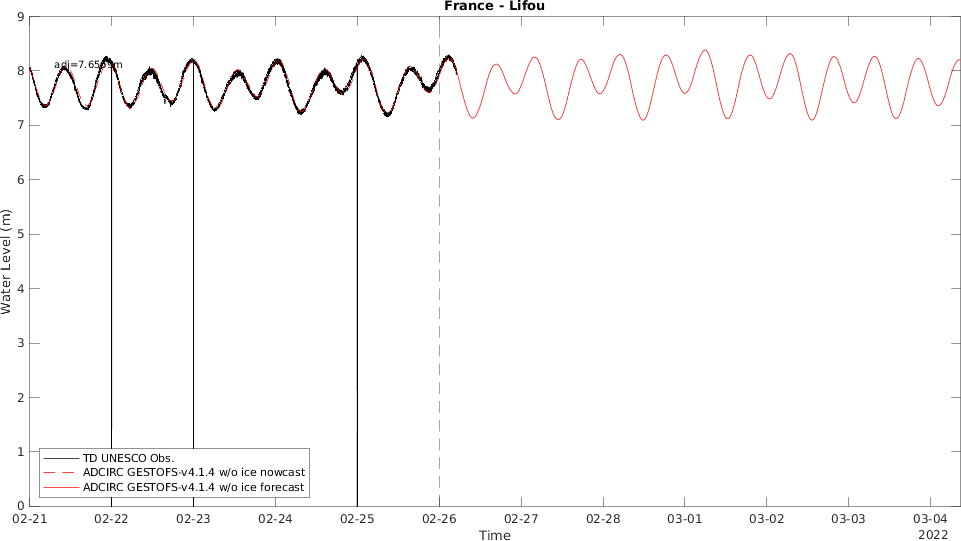 France - Lifou
9
8
7
6
5
4
3
2
1
0
Water Level (m)
TD UNESCO Obs.
ADCIRC GESTOFS-v4.1.4 w/o ice nowcast
ADCIRC GESTOFS-v4.1.4 w/o ice forecast
02-21 02-22 02-23 02-24 02-25 02-26 02-27 02-28 03-01 03-02 03-03 03-04
Time
2022